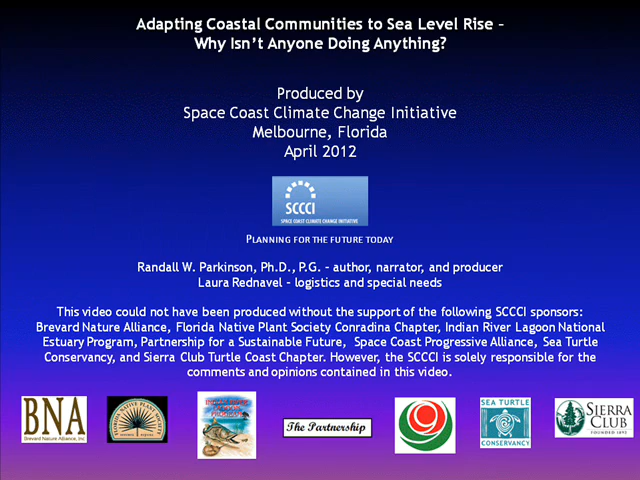 Adapting Coastal Communities to Sea Level Rise –
Why Isn't Anyone Doing Anything?
Produced by
Space Coast Climate Change Initiative
Melbourne, Florida
April 2012
SCCCI
SPACE COAST CLIMATE CHANGE INITIATIVE
PLANNING FOR THE FUTURE TODAY
Randall W. Parkinson, Ph.D., P.G. – author, narrator, and producer
Laura Rednavel – logistics and special needs
This video could not have been produced without the support of the following SCCCI sponsors:
Brevard Nature Alliance, Florida Native Plant Society Conradina Chapter, Indian River Lagoon National
Estuary Program, Partnership for a Sustainable Future, Space Coast Progressive Alliance, Sea Turtle
Conservancy, and Sierra Club Turtle Coast Chapter. However, the SCCCI is solely responsible for the
comments and opinions contained in this video.
BNA
Brevard Nature Alliance, Inc.
The Partnership
SEA TURTLE
CONSERVANCY
SIERRA
CLUB
FOUNDED 1892